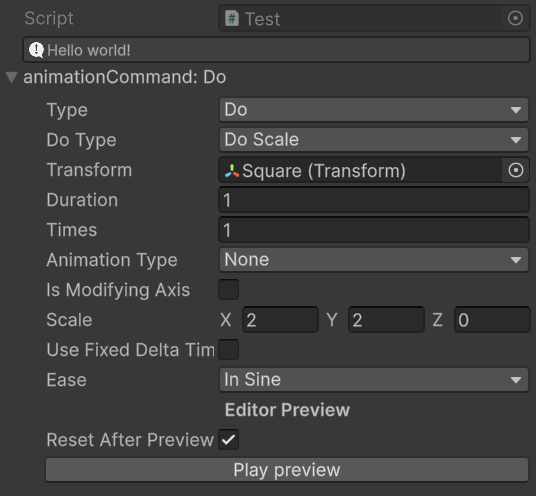 Script Test
Hello world!
animationCommand: Do
Type Do
Do Type Do Scale
Transform Square (Transform)
Duration 1
Times 1
Animation Type None
Is Modifying Axis
Scale X 2 Y 2 Z 0
Use Fixed Delta Tim
Ease In Sine
Editor Preview
Reset After Preview
Play preview